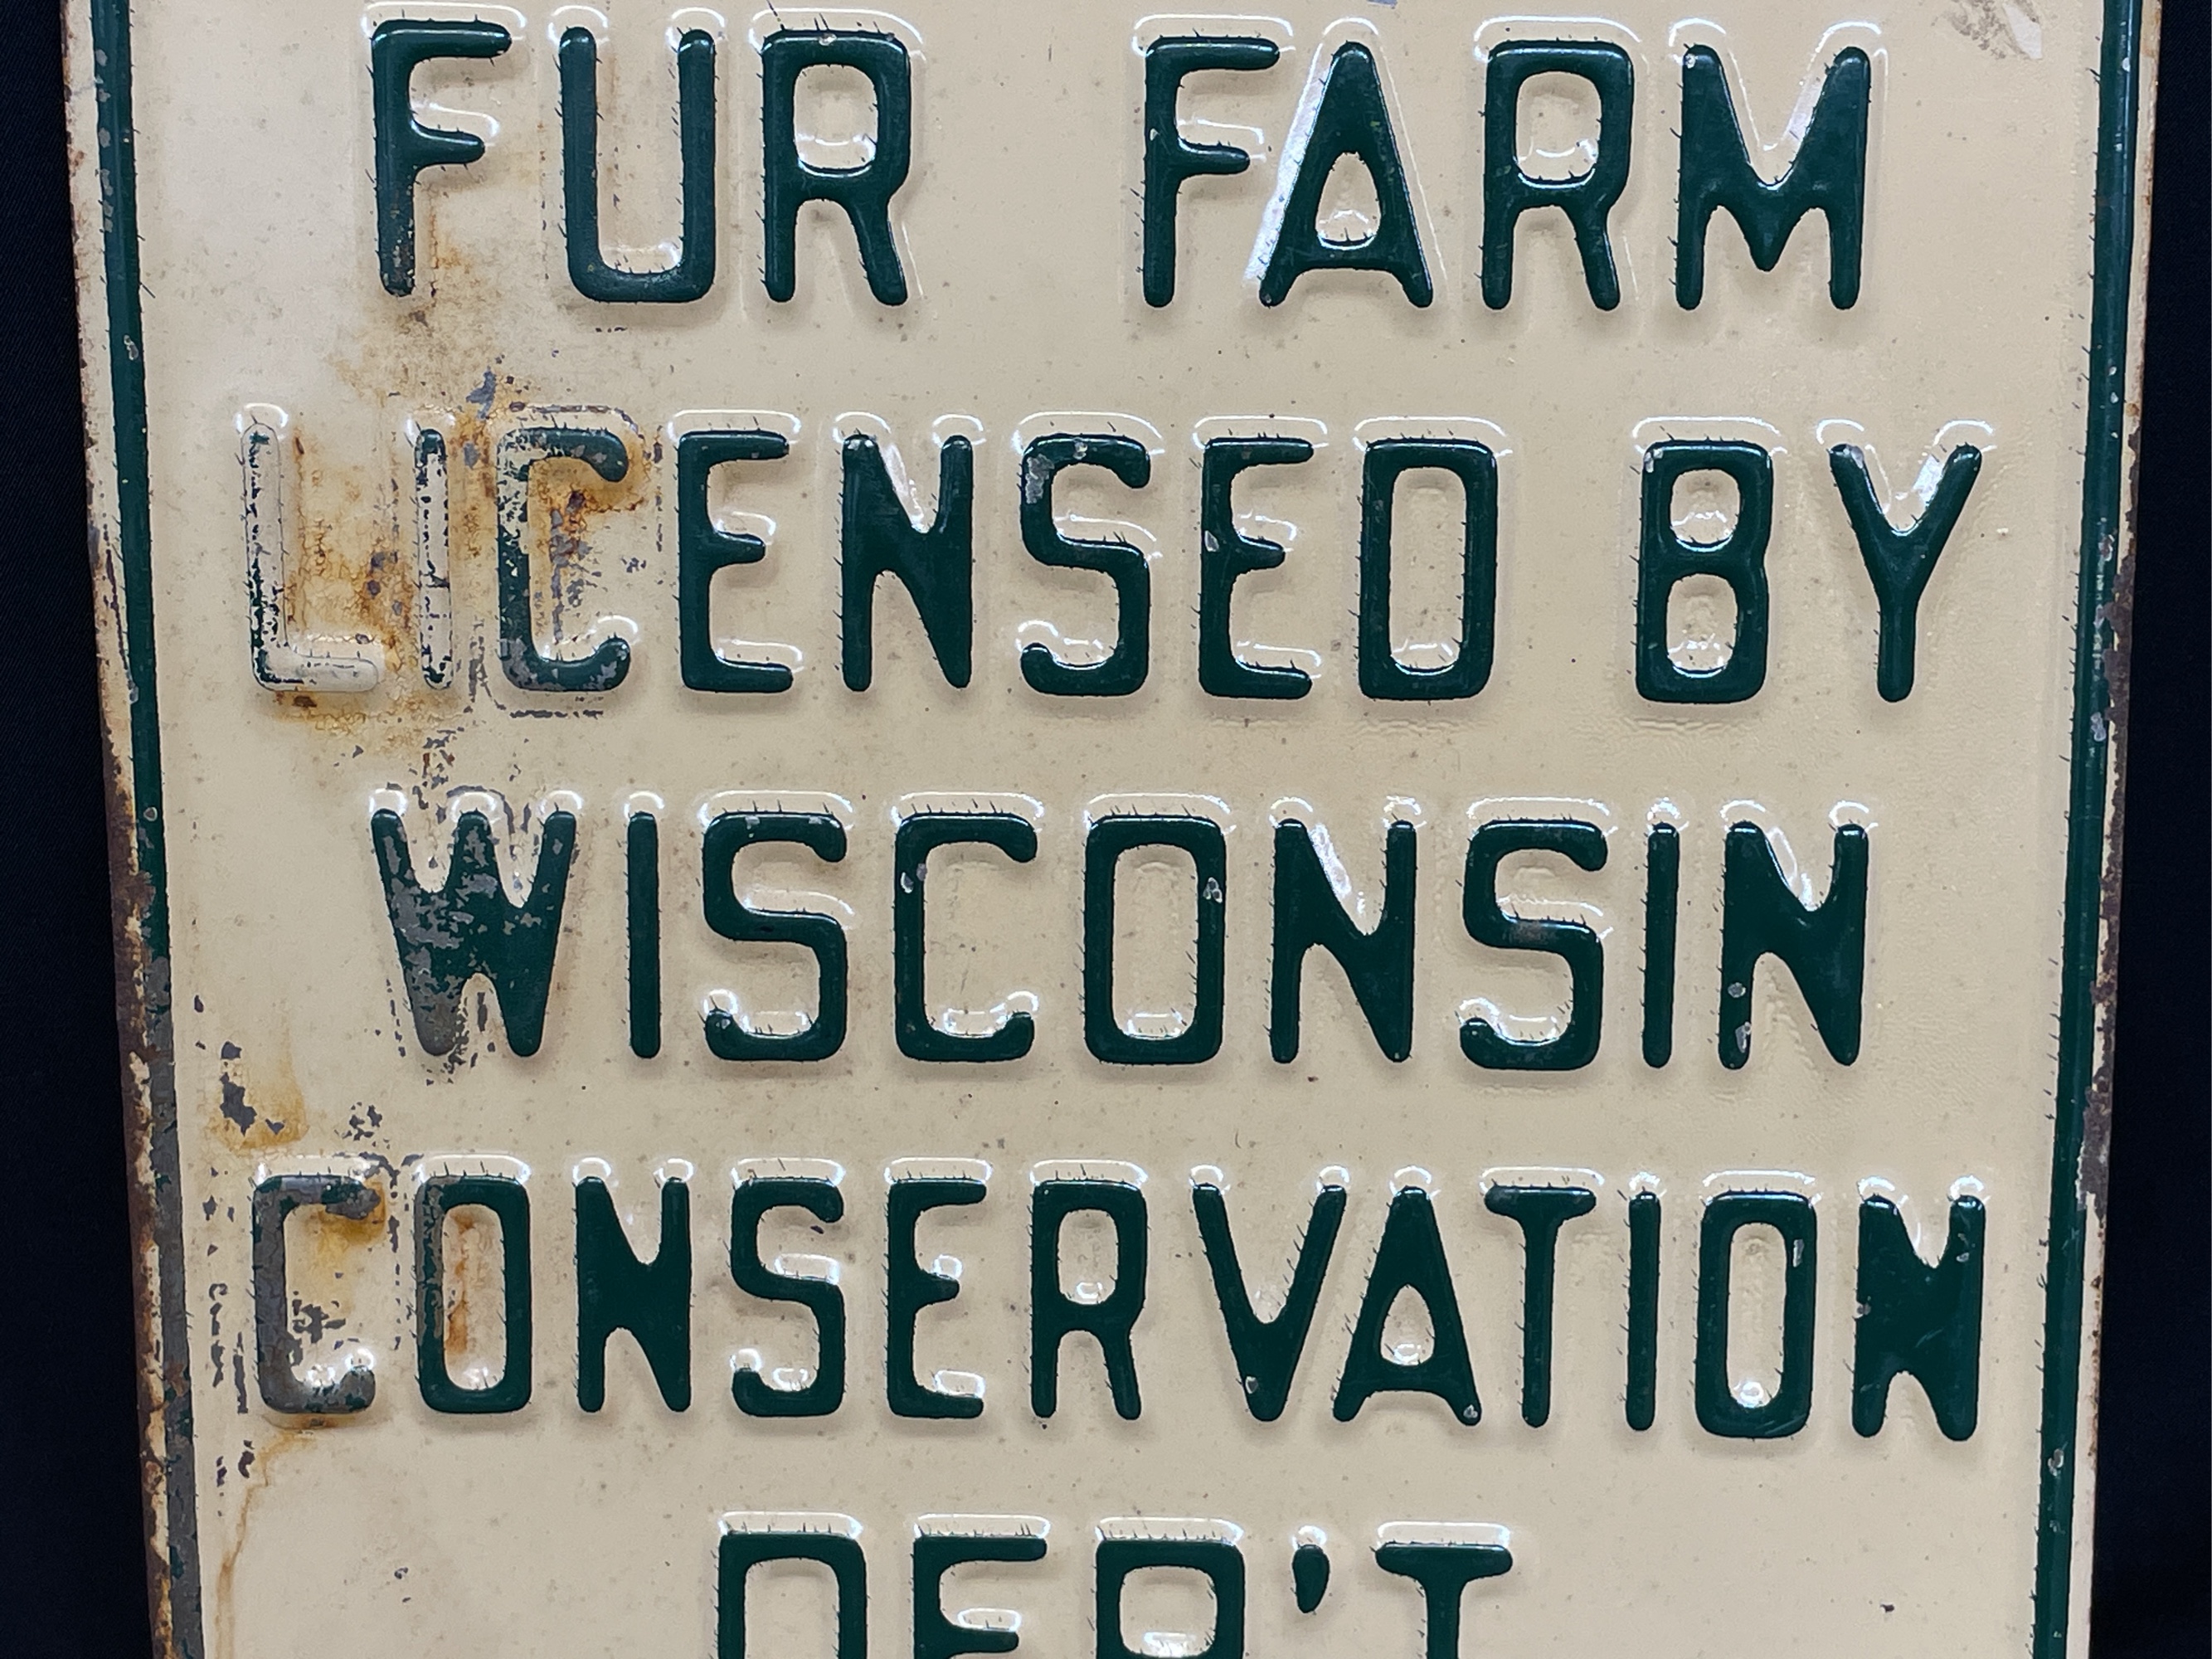 FUR FARM
LICENSED BY
WISCONSIN
CONSERVATION
DEP'T